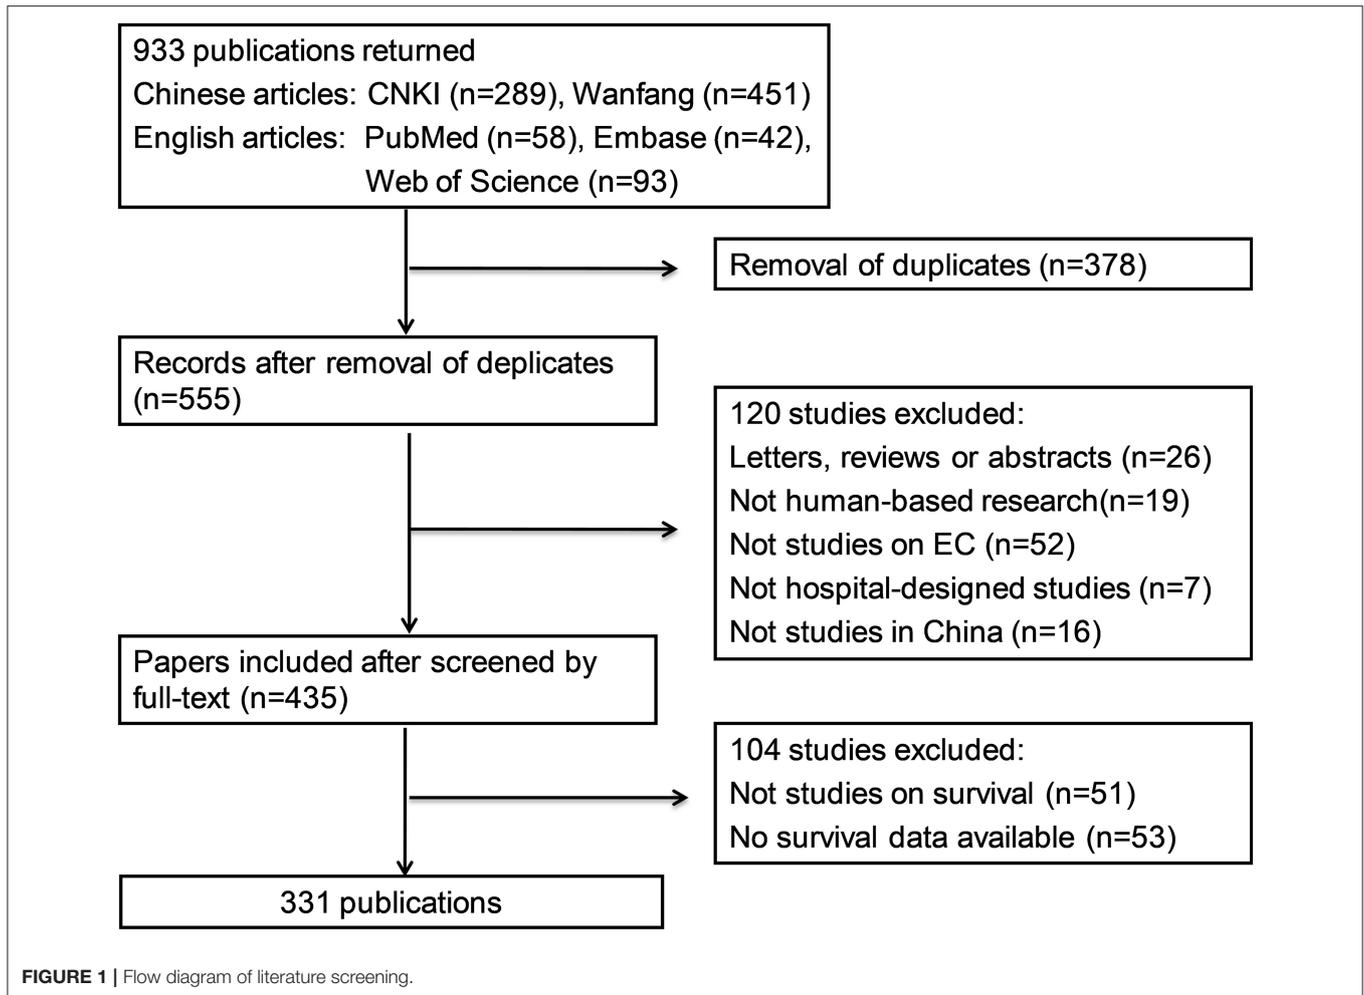 933 publications returned
Chinese articles: CNKI (n=289), Wanfang (n=451)
English articles: PubMed (n=58), Embase (n=42),
Web of Science (n=93)
Removal of duplicates (n=378)
Records after removal of deplicates
(n=555)
120 studies excluded:
Letters, reviews or abstracts (n=26)
Not human-based research(n=19)
Not studies on EC (n=52)
Not hospital-designed studies (n=7)
Not studies in China (n=16)
Papers included after screened by
full-text (n=435)
104 studies excluded:
Not studies on survival (n=51)
No survival data available (n=53)
331 publications
FIGURE 1 | Flow diagram of literature screening.